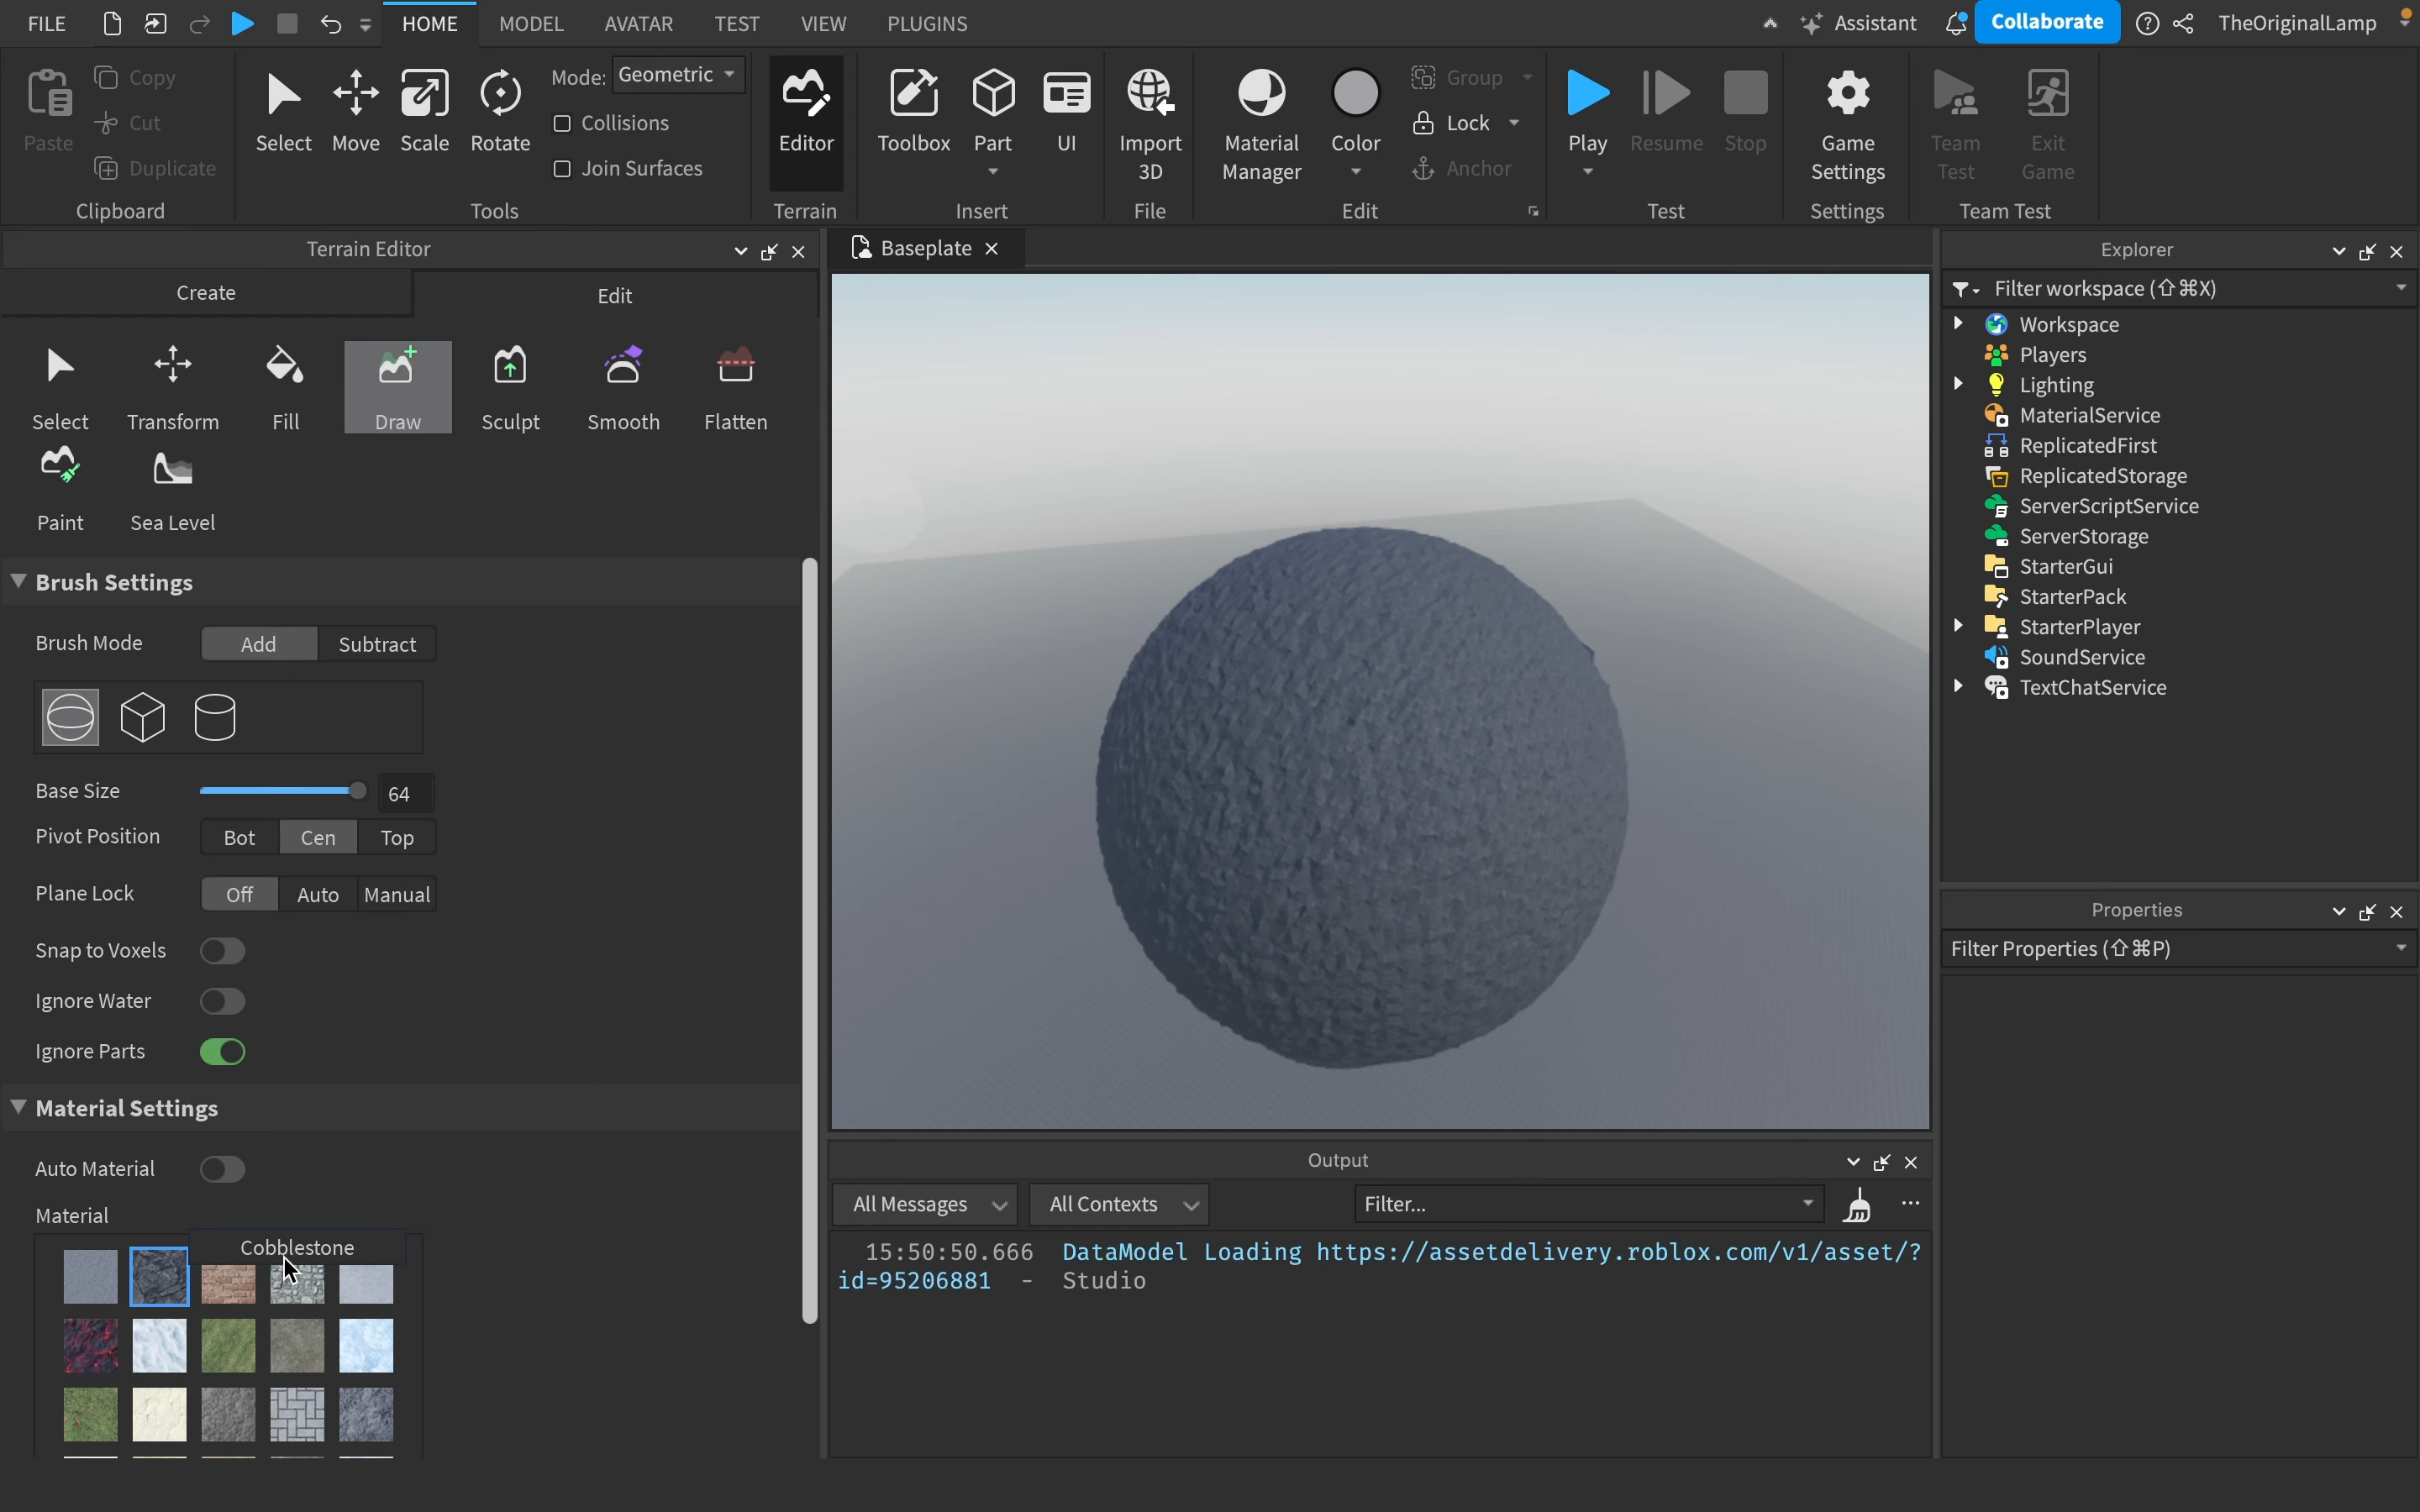 FILE HOME MODEL AVATAR TEST VIEW PLUGINS Assistant Collaborate TheOriginalLamp
Paste Copy Cut Duplicate
Clipboard
Select Move Scale Rotate
Mode: Geometric
Collisions
Join Surfaces
Tools
Editor
Terrain
Toolbox Part UI
Insert
Import
3D
File
Material
Manager
Color
Group
Lock
Anchor
Edit
Play Resume Stop
Test
Game
Settings
Settings
Team
Test
Exit
Game
Team Test
Terrain Editor
Create Edit
Select Transform Fill Draw Sculpt Smooth Flatten
Paint Sea Level
Brush Settings
Brush Mode Add Subtract
Base Size 64
Pivot Position Bot Cen Top
Plane Lock Off Auto Manual
Snap to Voxels
Ignore Water
Ignore Parts
Material Settings
Auto Material
Material
Cobblestone
Baseplate
Output
All Messages All Contexts Filter...
15:50:50.666 DataModel Loading https://assetdelivery.roblox.com/v1/asset/?
id=95206881 - Studio
Explorer
Filter workspace (⇧⌘X)
Workspace
Players
Lighting
MaterialService
ReplicatedFirst
ReplicatedStorage
ServerScriptService
ServerStorage
StarterGui
StarterPack
StarterPlayer
SoundService
TextChatService
Properties
Filter Properties (⇧⌘P)